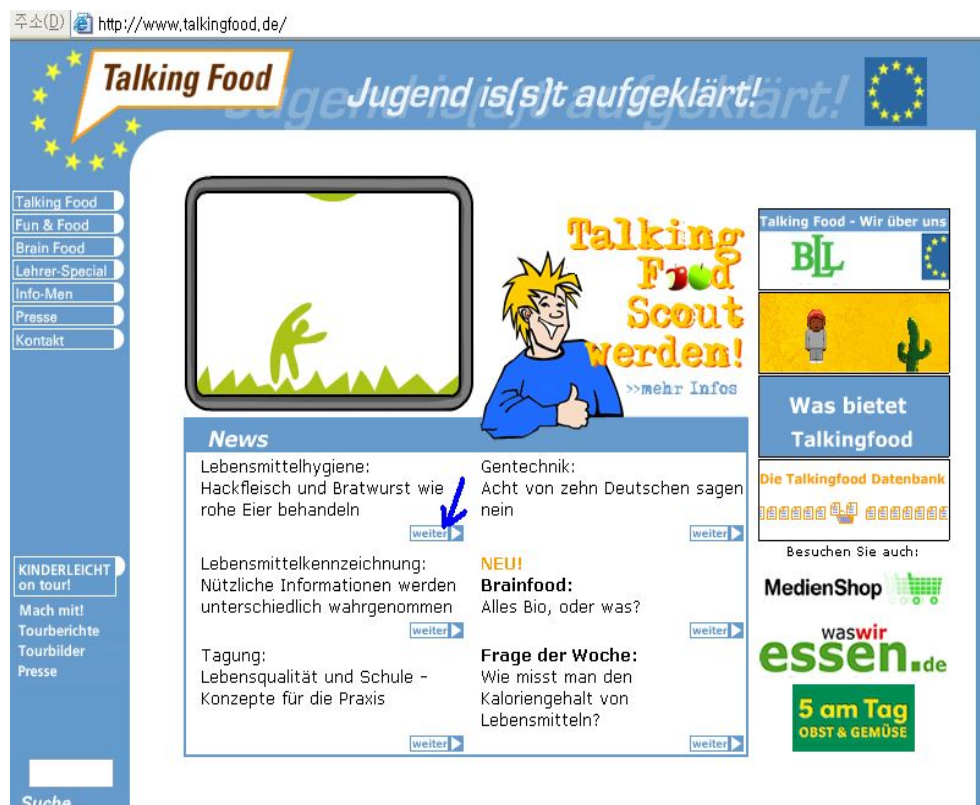 주소(D) http://www.talkingfood.de/
Talking Food
Jugend is(s)t aufgeklärt!
Talking Food
Fun & Food
Brain Food
Lehrer-Special
Info-Men
Presse
Kontakt
KINDERLEICHT
on tour!
Mach mit!
Tourberichte
Tourbilder
Presse
Suche
Talking
Food
Scout
werden!
>>mehr Infos
News
Lebensmittelhygiene:
Hackfleisch und Bratwurst wie
rohe Eier behandeln
weiter
Gentechnik:
Acht von zehn Deutschen sagen
nein
weiter
Lebensmittelkennzeichnung:
Nützliche Informationen werden
unterschiedlich wahrgenommen
weiter
NEU!
Brainfood:
Alles Bio, oder was?
weiter
Tagung:
Lebensqualität und Schule -
Konzepte für die Praxis
weiter
Frage der Woche:
Wie misst man den
Kaloriengehalt von
Lebensmitteln?
weiter
Talking Food - Wir über uns
BLL
Was bietet
Talkingfood
Die Talkingfood Datenbank
Besuchen Sie auch:
MedienShop
waswir
essen.de
5 am Tag
OBST & GEMÜSE